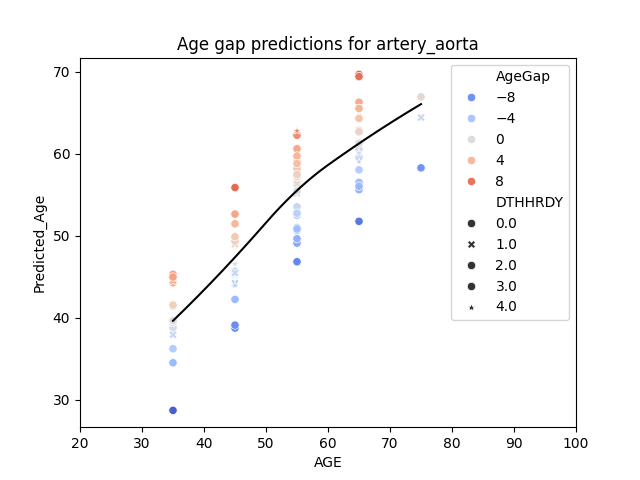 Age gap predictions for artery_aorta
70
60
50
40
30
Predicted_Age
20 30 40 50 60 70 80 90 100
AGE
AgeGap
−8
−4
0
4
8
DTHHRDY
0.0
1.0
2.0
3.0
4.0